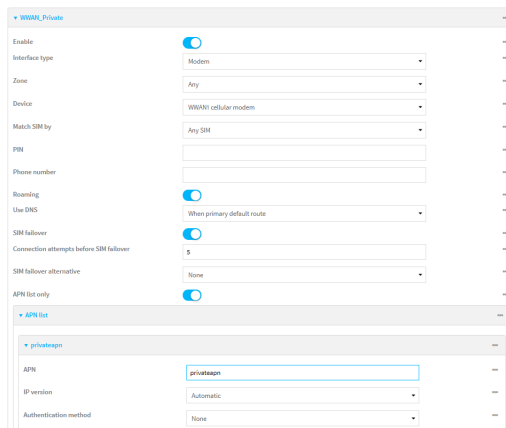 WWAN_Private
Enable
Interface type Modem
Zone Any
Device WWAN1 cellular modem
Match SIM by Any SIM
PIN
Phone number
Roaming
Use DNS When primary default route
SIM failover
Connection attempts before SIM failover 5
SIM failover alternative None
APN list only
APN list
privateapn
APN privateapn
IP version Automatic
Authentication method None